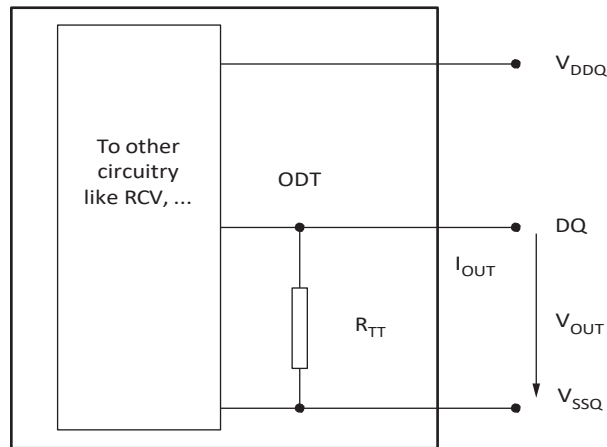 V_DDQ
To other
circuitry
like RCV, ...
ODT
DQ
I_OUT
R_TT
V_OUT
V_SSQ